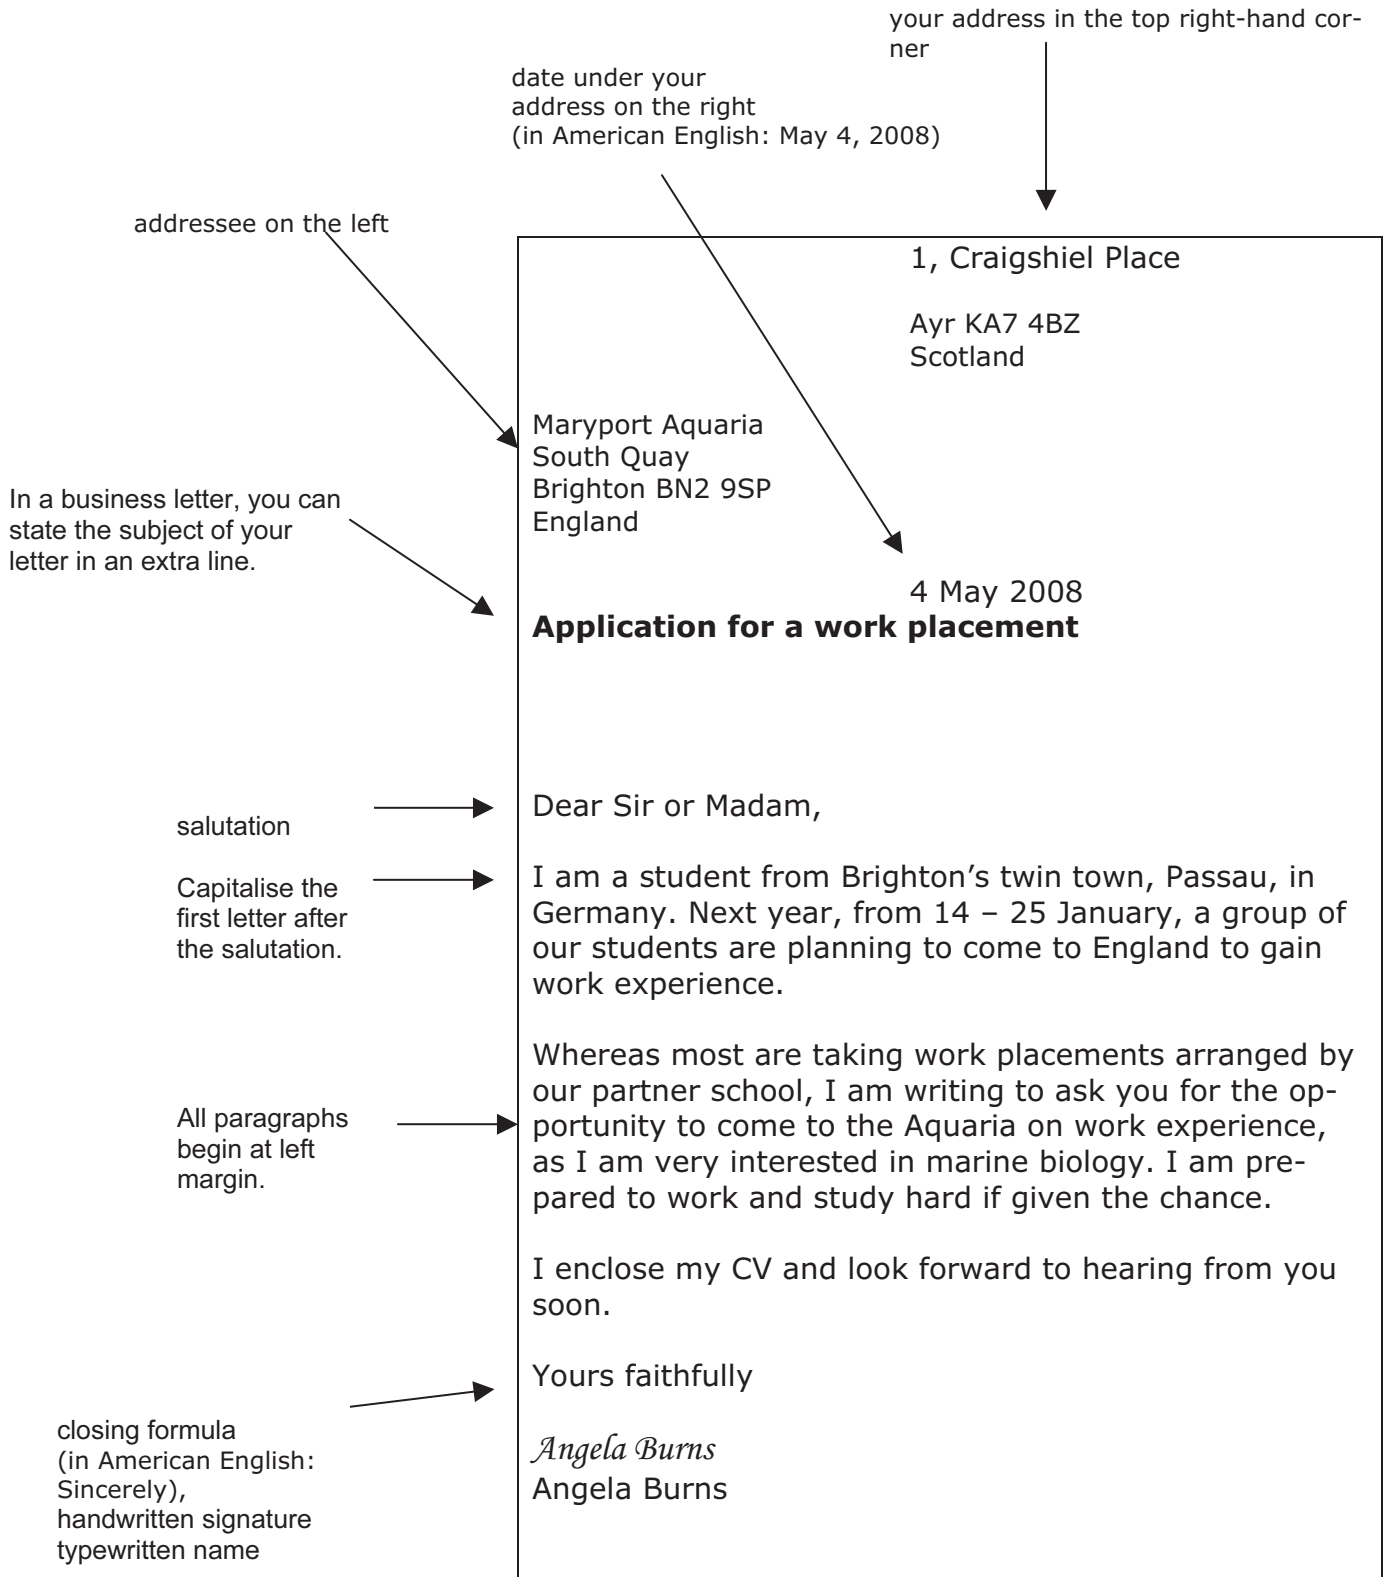 your address in the top right-hand cor-
ner
date under your
address on the right
(in American English: May 4, 2008)
addressee on the left
1, Craigshiel Place
Ayr KA7 4BZ
Scotland
Maryport Aquaria
South Quay
Brighton BN2 9SP
England
In a business letter, you can
state the subject of your
letter in an extra line.
4 May 2008
Application for a work placement
salutation
Dear Sir or Madam,
Capitalise the
first letter after
the salutation.
I am a student from Brighton’s twin town, Passau, in
Germany. Next year, from 14 – 25 January, a group of
our students are planning to come to England to gain
work experience.
All paragraphs
begin at left
margin.
Whereas most are taking work placements arranged by
our partner school, I am writing to ask you for the op-
portunity to come to the Aquaria on work experience,
as I am very interested in marine biology. I am pre-
pared to work and study hard if given the chance.
I enclose my CV and look forward to hearing from you
soon.
Yours faithfully
Angela Burns
Angela Burns
closing formula
(in American English:
Sincerely),
handwritten signature
typewritten name